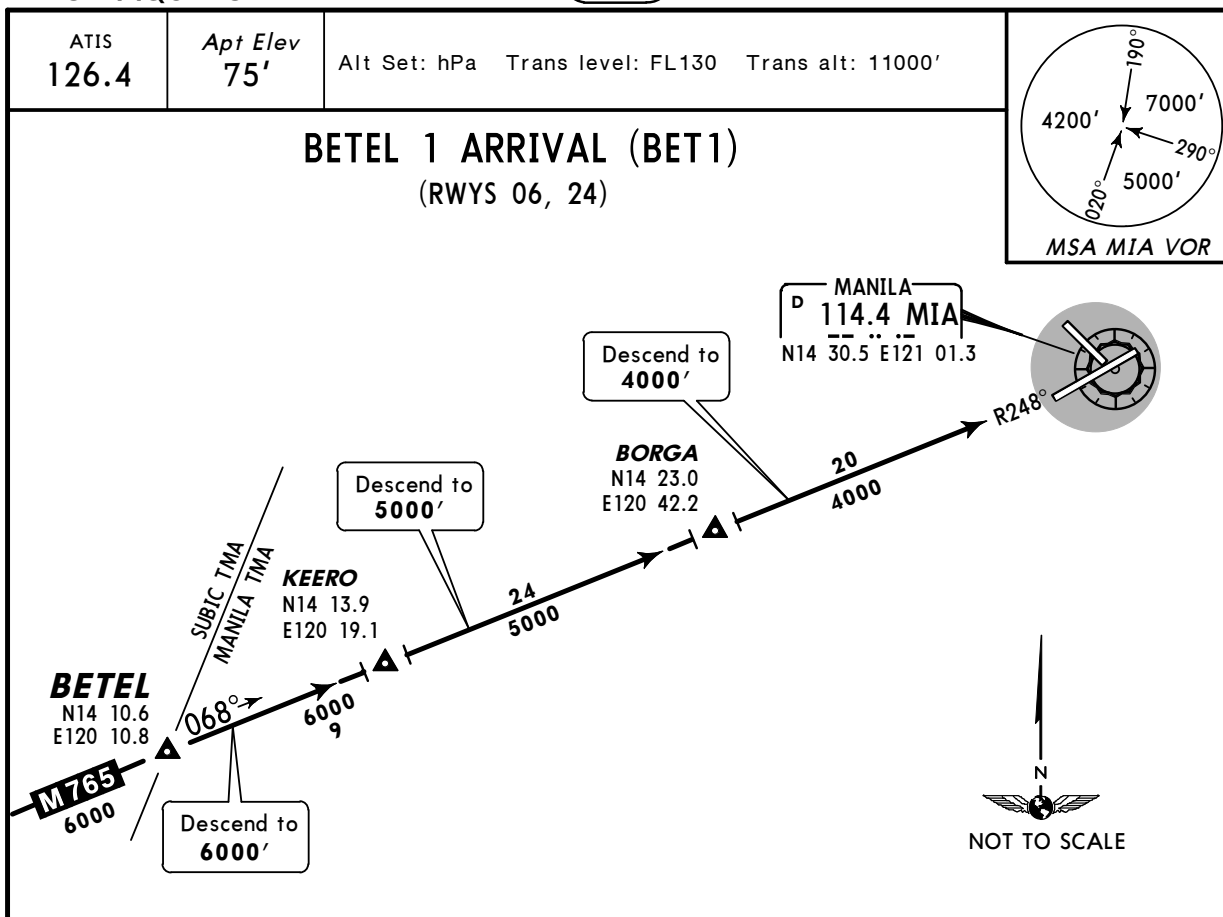 ATIS
126.4
Apt Elev
75'
Alt Set: hPa Trans level: FL130 Trans alt: 11000'
190°
7000'
4200'
290°
5000'
020°
MSA MIA VOR
BETEL 1 ARRIVAL (BET1)
(RWYS 06, 24)
MANILA
D 114.4 MIA
N14 30.5 E121 01.3
R248°
Descend to
4000'
20
4000
BORGA
N14 23.0
E120 42.2
Descend to
5000'
24
5000
SUBIC TMA
MANILA TMA
KEERO
N14 13.9
E120 19.1
BETEL
N14 10.6
E120 10.8
068°
6000
9
M765
6000
Descend to
6000'
N
NOT TO SCALE